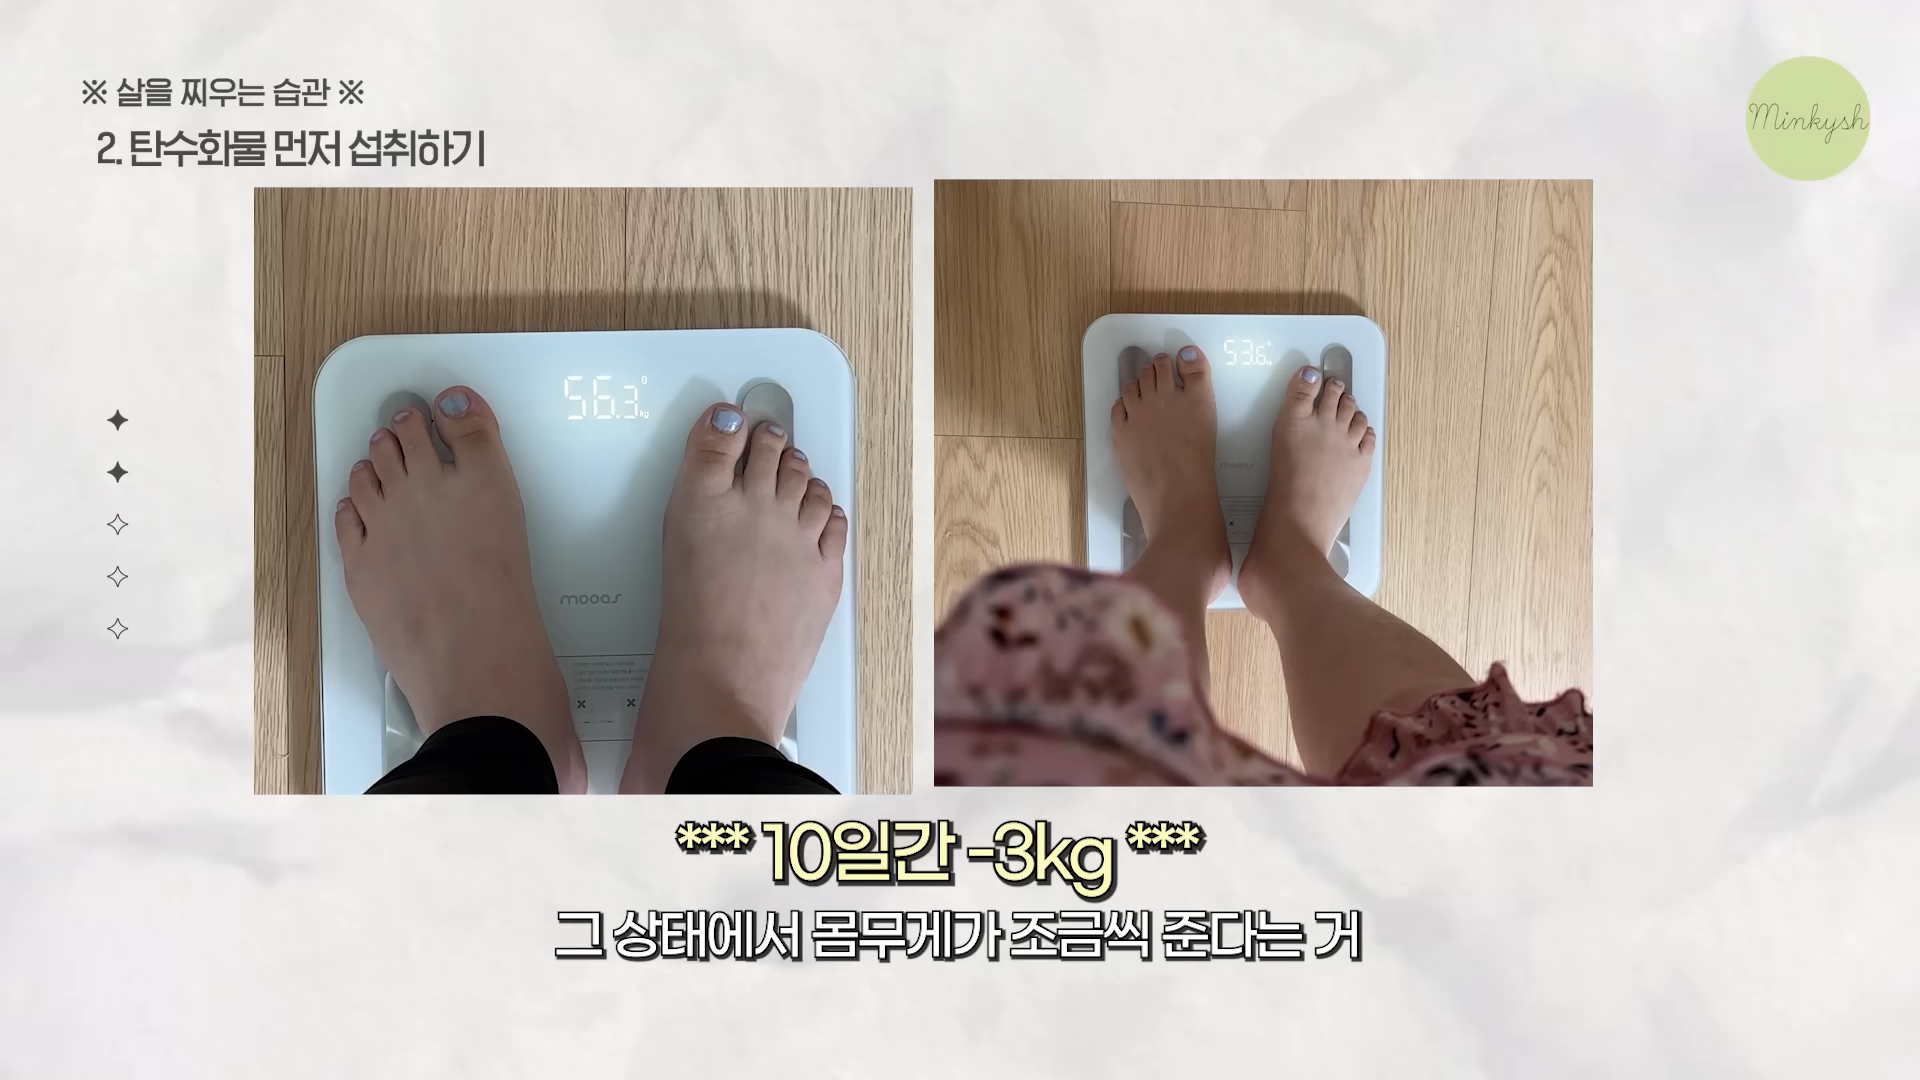 ※ 살을 찌우는 습관 ※
2. 탄수화물 먼저 섭취하기
Minkysh
56.3 kg
53.6
mooas
mooas
*** 10일간 -3kg ***
그 상태에서 몸무게가 조금씩 준다는 거